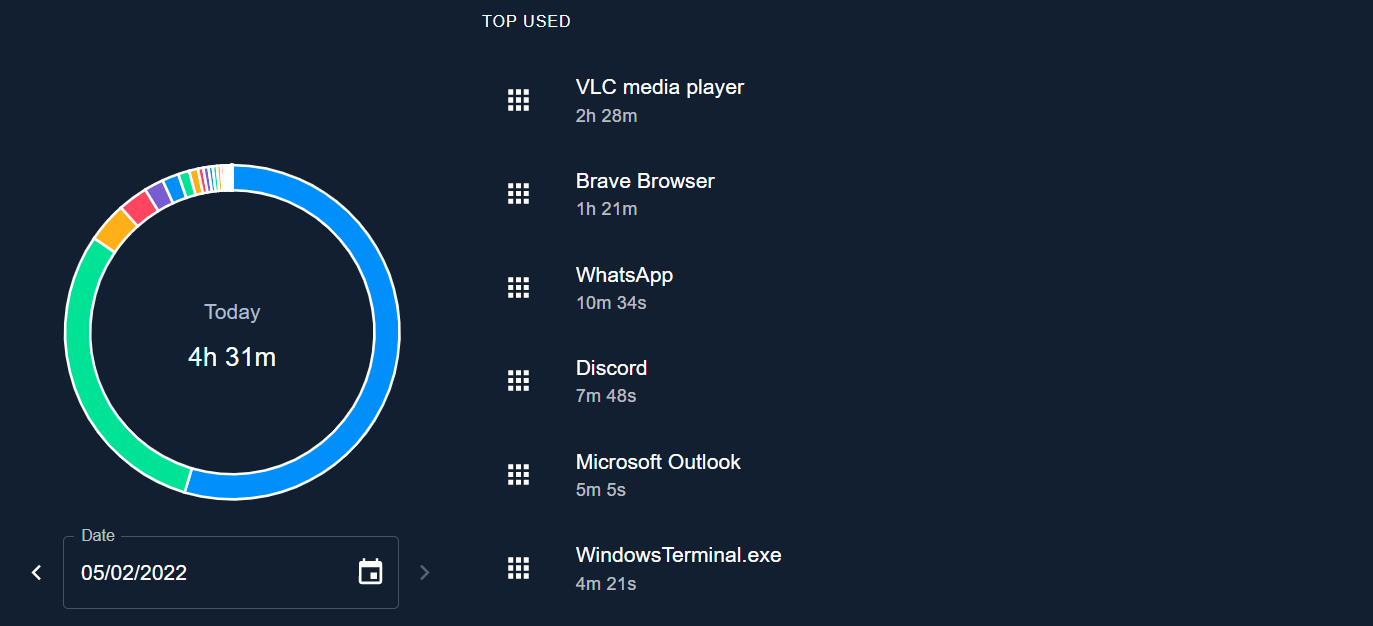 TOP USED
VLC media player
2h 28m
Brave Browser
1h 21m
WhatsApp
10m 34s
Discord
7m 48s
Microsoft Outlook
5m 5s
WindowsTerminal.exe
4m 21s
Today
4h 31m
Date
05/02/2022